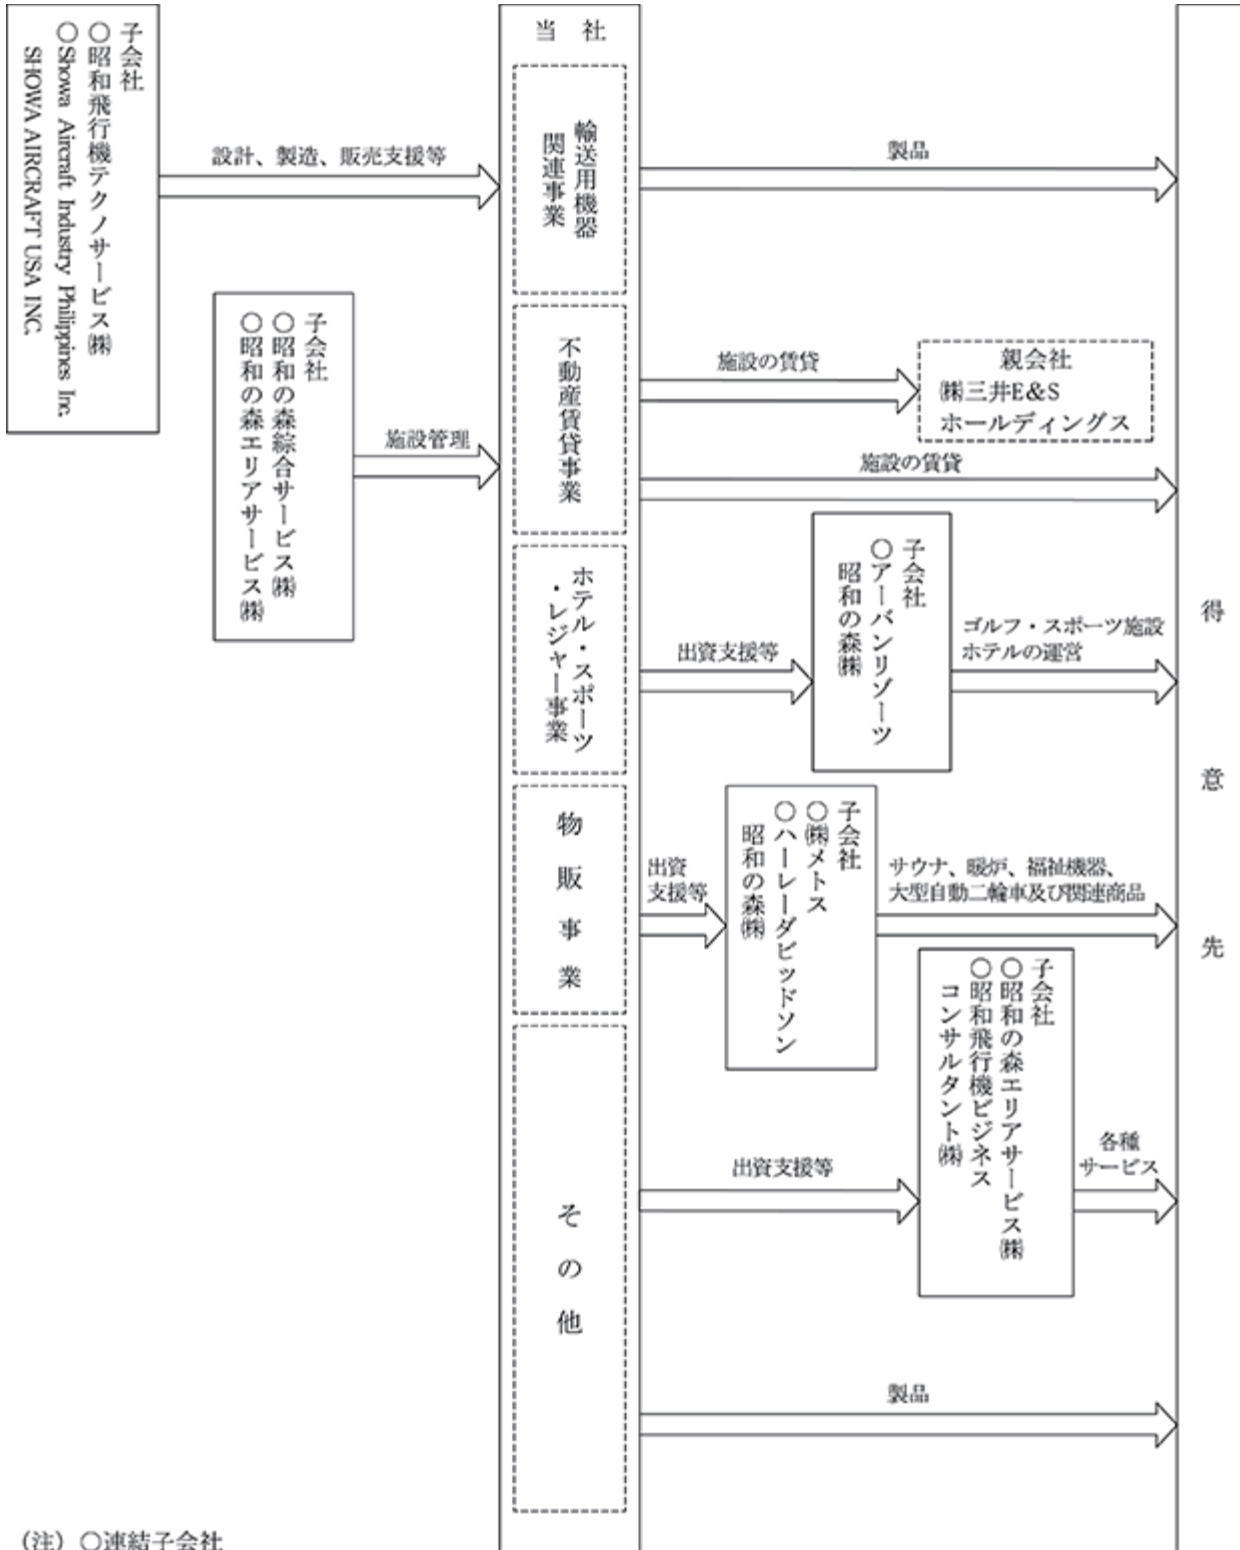 子会社
○昭和飛行機テクノサービス㈱
○Showa Aircraft Industry Philippines Inc.
SHOWA AIRCRAFT USA INC.
設計、製造、販売支援等
子会社
○昭和の森綜合サービス㈱
○昭和の森エリアサービス㈱
施設管理
当社
輸送用機器
関連事業
製品
不動産賃貸事業
施設の賃貸
親会社
㈱三井E&S
ホールディングス
施設の賃貸
ホテル・スポーツ
・レジャー事業
出資支援等
子会社
○アーバンリゾーツ
昭和の森㈱
ゴルフ・スポーツ施設
ホテルの運営
物販事業
出資
支援等
子会社
○㈱メトス
○ハーレーダビッドソン
昭和の森㈱
サウナ、暖炉、福祉機器、
大型自動二輪車及び関連商品
その他
出資支援等
子会社
○昭和の森エリアサービス㈱
○昭和飛行機ビジネス
コンサルタント㈱
各種
サービス
製品
得意先
(注) ○連結子会社